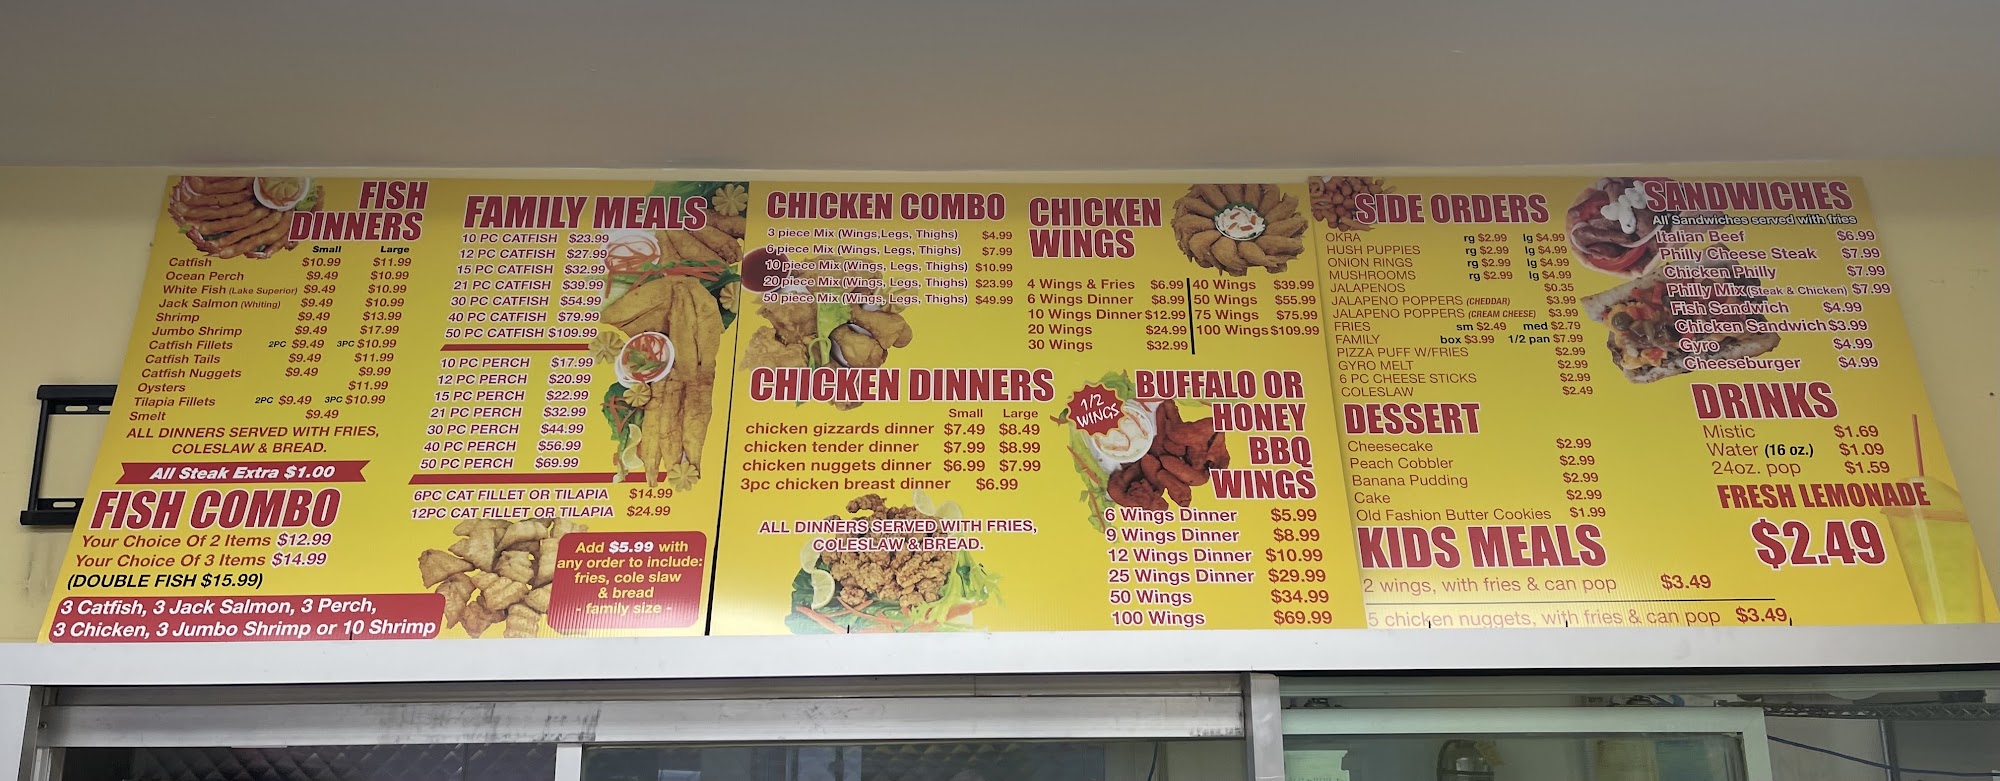 FISH
DINNERS
Small Large
Catfish $10.99 $11.99
Ocean Perch $9.49 $10.99
White Fish (Lake Superior) $9.49 $10.99
Jack Salmon (Whiting) $9.49 $10.99
Shrimp $9.49 $13.99
Jumbo Shrimp $9.49 $17.99
Catfish Fillets 2PC $9.49 3PC $10.99
Catfish Tails $9.49 $11.99
Catfish Nuggets $9.49 $9.99
Oysters $11.99
Tilapia Fillets 2PC $9.49 3PC $10.99
Smelt $9.49
ALL DINNERS SERVED WITH FRIES,
COLESLAW & BREAD.
All Steak Extra $1.00
FISH COMBO
Your Choice Of 2 Items $12.99
Your Choice Of 3 Items $14.99
(DOUBLE FISH $15.99)
3 Catfish, 3 Jack Salmon, 3 Perch,
3 Chicken, 3 Jumbo Shrimp or 10 Shrimp
FAMILY MEALS
10 PC CATFISH $23.99
12 PC CATFISH $27.99
15 PC CATFISH $32.99
21 PC CATFISH $39.99
30 PC CATFISH $54.99
40 PC CATFISH $79.99
50 PC CATFISH $109.99
10 PC PERCH $17.99
12 PC PERCH $20.99
15 PC PERCH $22.99
21 PC PERCH $32.99
30 PC PERCH $44.99
40 PC PERCH $56.99
50 PC PERCH $69.99
6PC CAT FILLET OR TILAPIA $14.99
12PC CAT FILLET OR TILAPIA $24.99
Add $5.99 with
any order to include:
fries, cole slaw
& bread
- family size -
CHICKEN COMBO
3 piece Mix (Wings,Legs, Thighs) $4.99
6 piece Mix (Wings, Legs, Thighs) $7.99
10 piece Mix (Wings, Legs, Thighs) $10.99
20 piece Mix (Wings, Legs, Thighs) $23.99
50 piece Mix (Wings, Legs, Thighs) $49.99
CHICKEN
WINGS
4 Wings & Fries $6.99
6 Wings Dinner $8.99
10 Wings Dinner $12.99
20 Wings $24.99
30 Wings $32.99
40 Wings $39.99
50 Wings $55.99
75 Wings $75.99
100 Wings $109.99
CHICKEN DINNERS
Small Large
chicken gizzards dinner $7.49 $8.49
chicken tender dinner $7.99 $8.99
chicken nuggets dinner $6.99 $7.99
3pc chicken breast dinner $6.99
ALL DINNERS SERVED WITH FRIES,
COLESLAW & BREAD.
1/2
WINGS
BUFFALO OR
HONEY
BBQ
WINGS
6 Wings Dinner $5.99
9 Wings Dinner $8.99
12 Wings Dinner $10.99
25 Wings Dinner $29.99
50 Wings $34.99
100 Wings $69.99
SIDE ORDERS
OKRA rg $2.99 lg $4.99
HUSH PUPPIES rg $2.99 lg $4.99
ONION RINGS rg $2.99 lg $4.99
MUSHROOMS rg $2.99 lg $4.99
JALAPENOS $0.35
JALAPENO POPPERS (CHEDDAR) $3.99
JALAPENO POPPERS (CREAM CHEESE) $3.99
FRIES sm $2.49 med $2.79
FAMILY box $3.99 1/2 pan $7.99
PIZZA PUFF W/FRIES $2.99
GYRO MELT $2.99
6 PC CHEESE STICKS $2.99
COLESLAW $2.49
DESSERT
Cheesecake $2.99
Peach Cobbler $2.99
Banana Pudding $2.99
Cake $2.99
Old Fashion Butter Cookies $1.99
KIDS MEALS
2 wings, with fries & can pop $3.49
5 chicken nuggets, with fries & can pop $3.49
SANDWICHES
All Sandwiches served with fries
Italian Beef $6.99
Philly Cheese Steak $7.99
Chicken Philly $7.99
Philly Mix (Steak & Chicken) $7.99
Fish Sandwich $4.99
Chicken Sandwich $3.99
Gyro $4.99
Cheeseburger $4.99
DRINKS
Mistic $1.69
Water (16 oz.) $1.09
24oz. pop $1.59
FRESH LEMONADE
$2.49